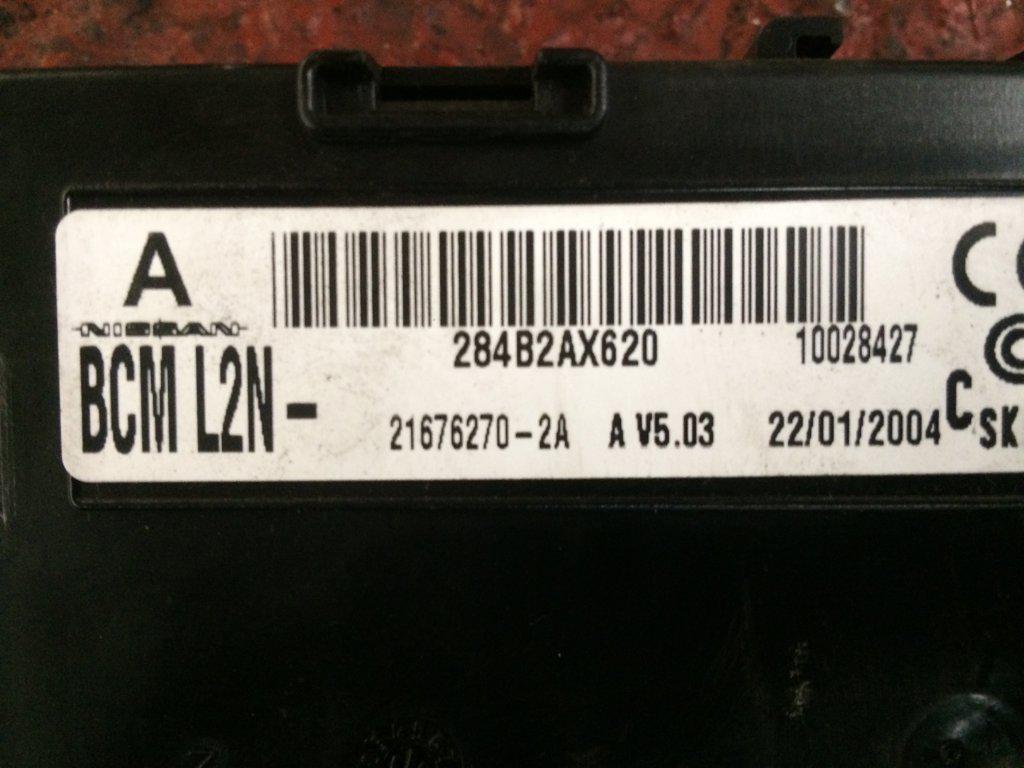 A
NISSAN
BCM L2N-
284B2AX620 10028427
21676270-2A A V5.03 22/01/2004
C
SK